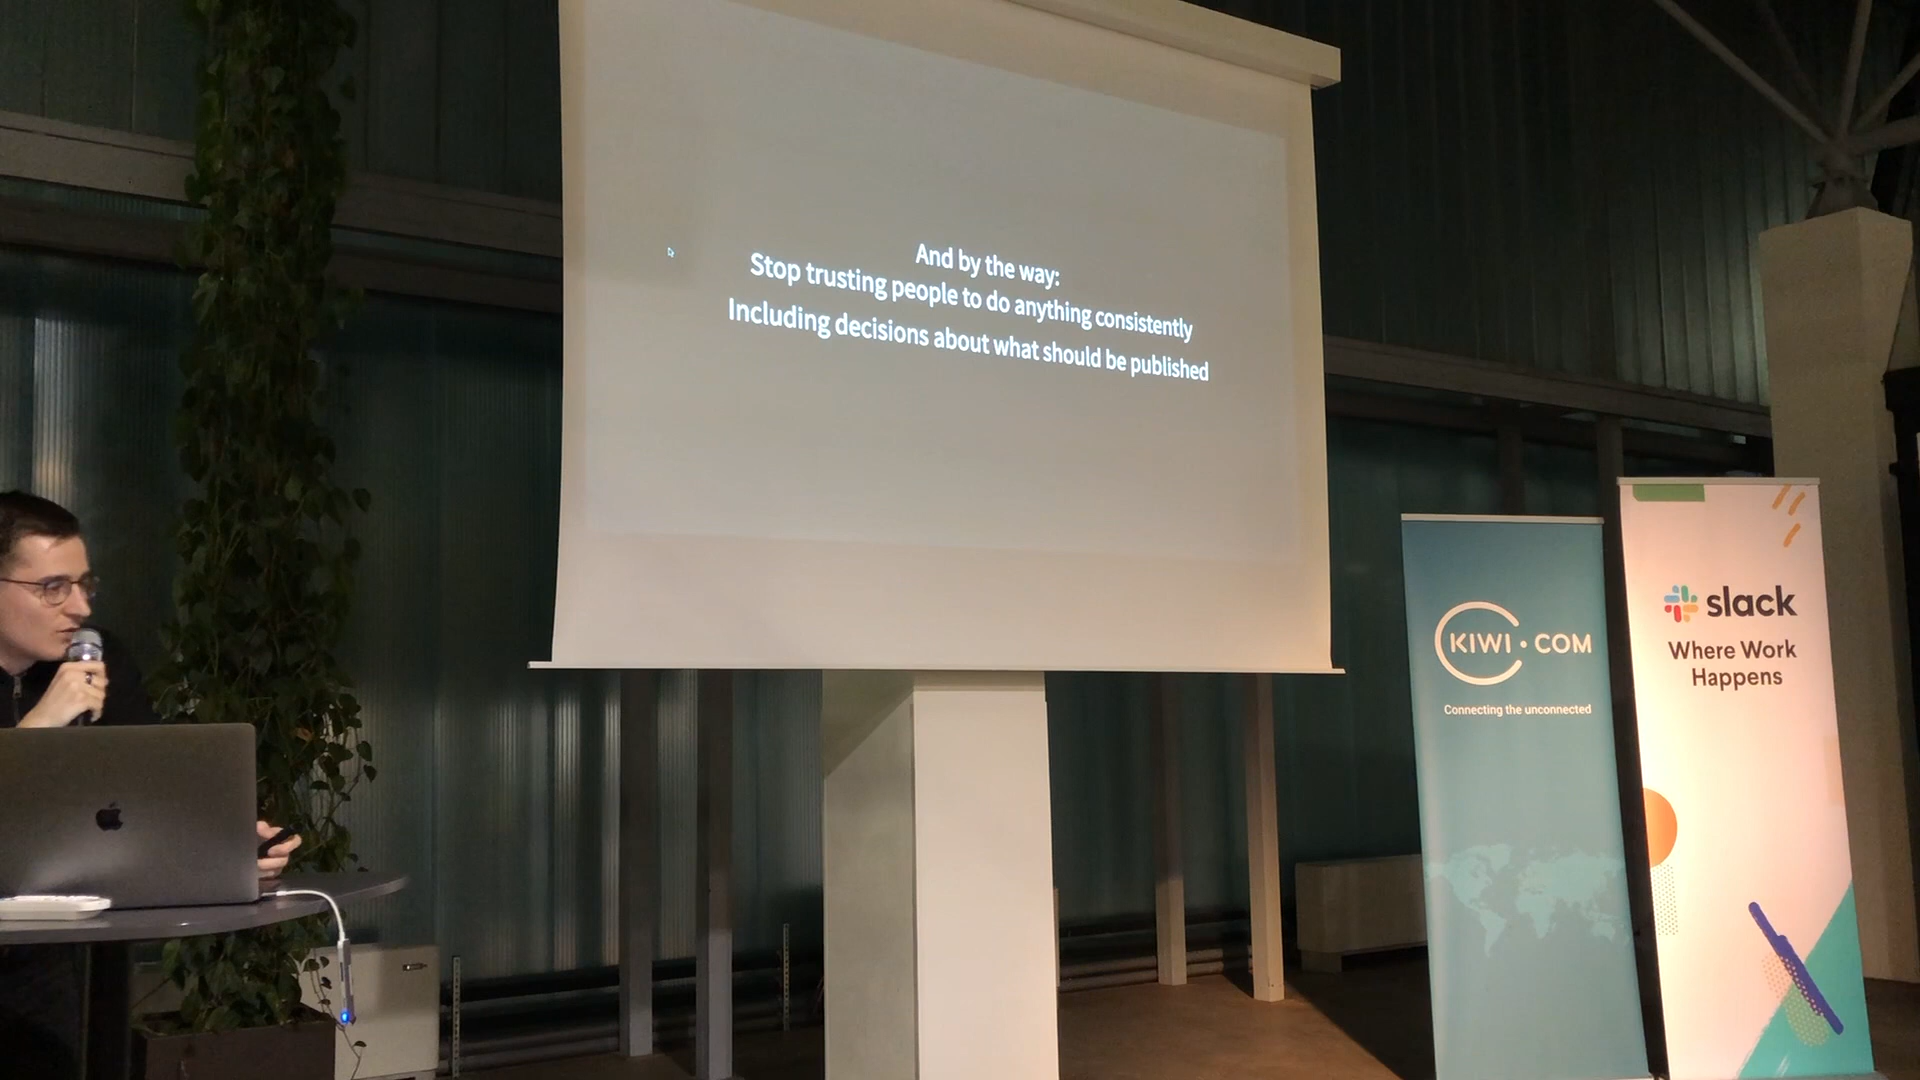 And by the way:
Stop trusting people to do anything consistently
Including decisions about what should be published
KIWI.COM
Connecting the unconnected
slack
Where Work
Happens